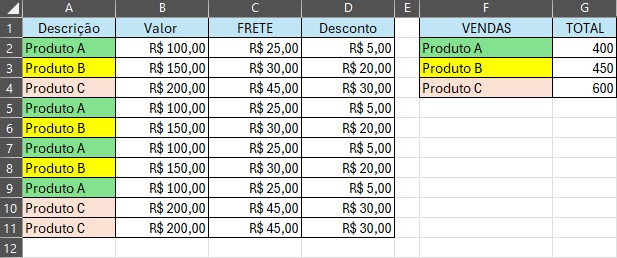 A B C D E F G
1 Descrição Valor FRETE Desconto VENDAS TOTAL
2 Produto A R$ 100,00 R$ 25,00 R$ 5,00 Produto A 400
3 Produto B R$ 150,00 R$ 30,00 R$ 20,00 Produto B 450
4 Produto C R$ 200,00 R$ 45,00 R$ 30,00 Produto C 600
5 Produto A R$ 100,00 R$ 25,00 R$ 5,00
6 Produto B R$ 150,00 R$ 30,00 R$ 20,00
7 Produto A R$ 100,00 R$ 25,00 R$ 5,00
8 Produto B R$ 150,00 R$ 30,00 R$ 20,00
9 Produto A R$ 100,00 R$ 25,00 R$ 5,00
10 Produto C R$ 200,00 R$ 45,00 R$ 30,00
11 Produto C R$ 200,00 R$ 45,00 R$ 30,00
12